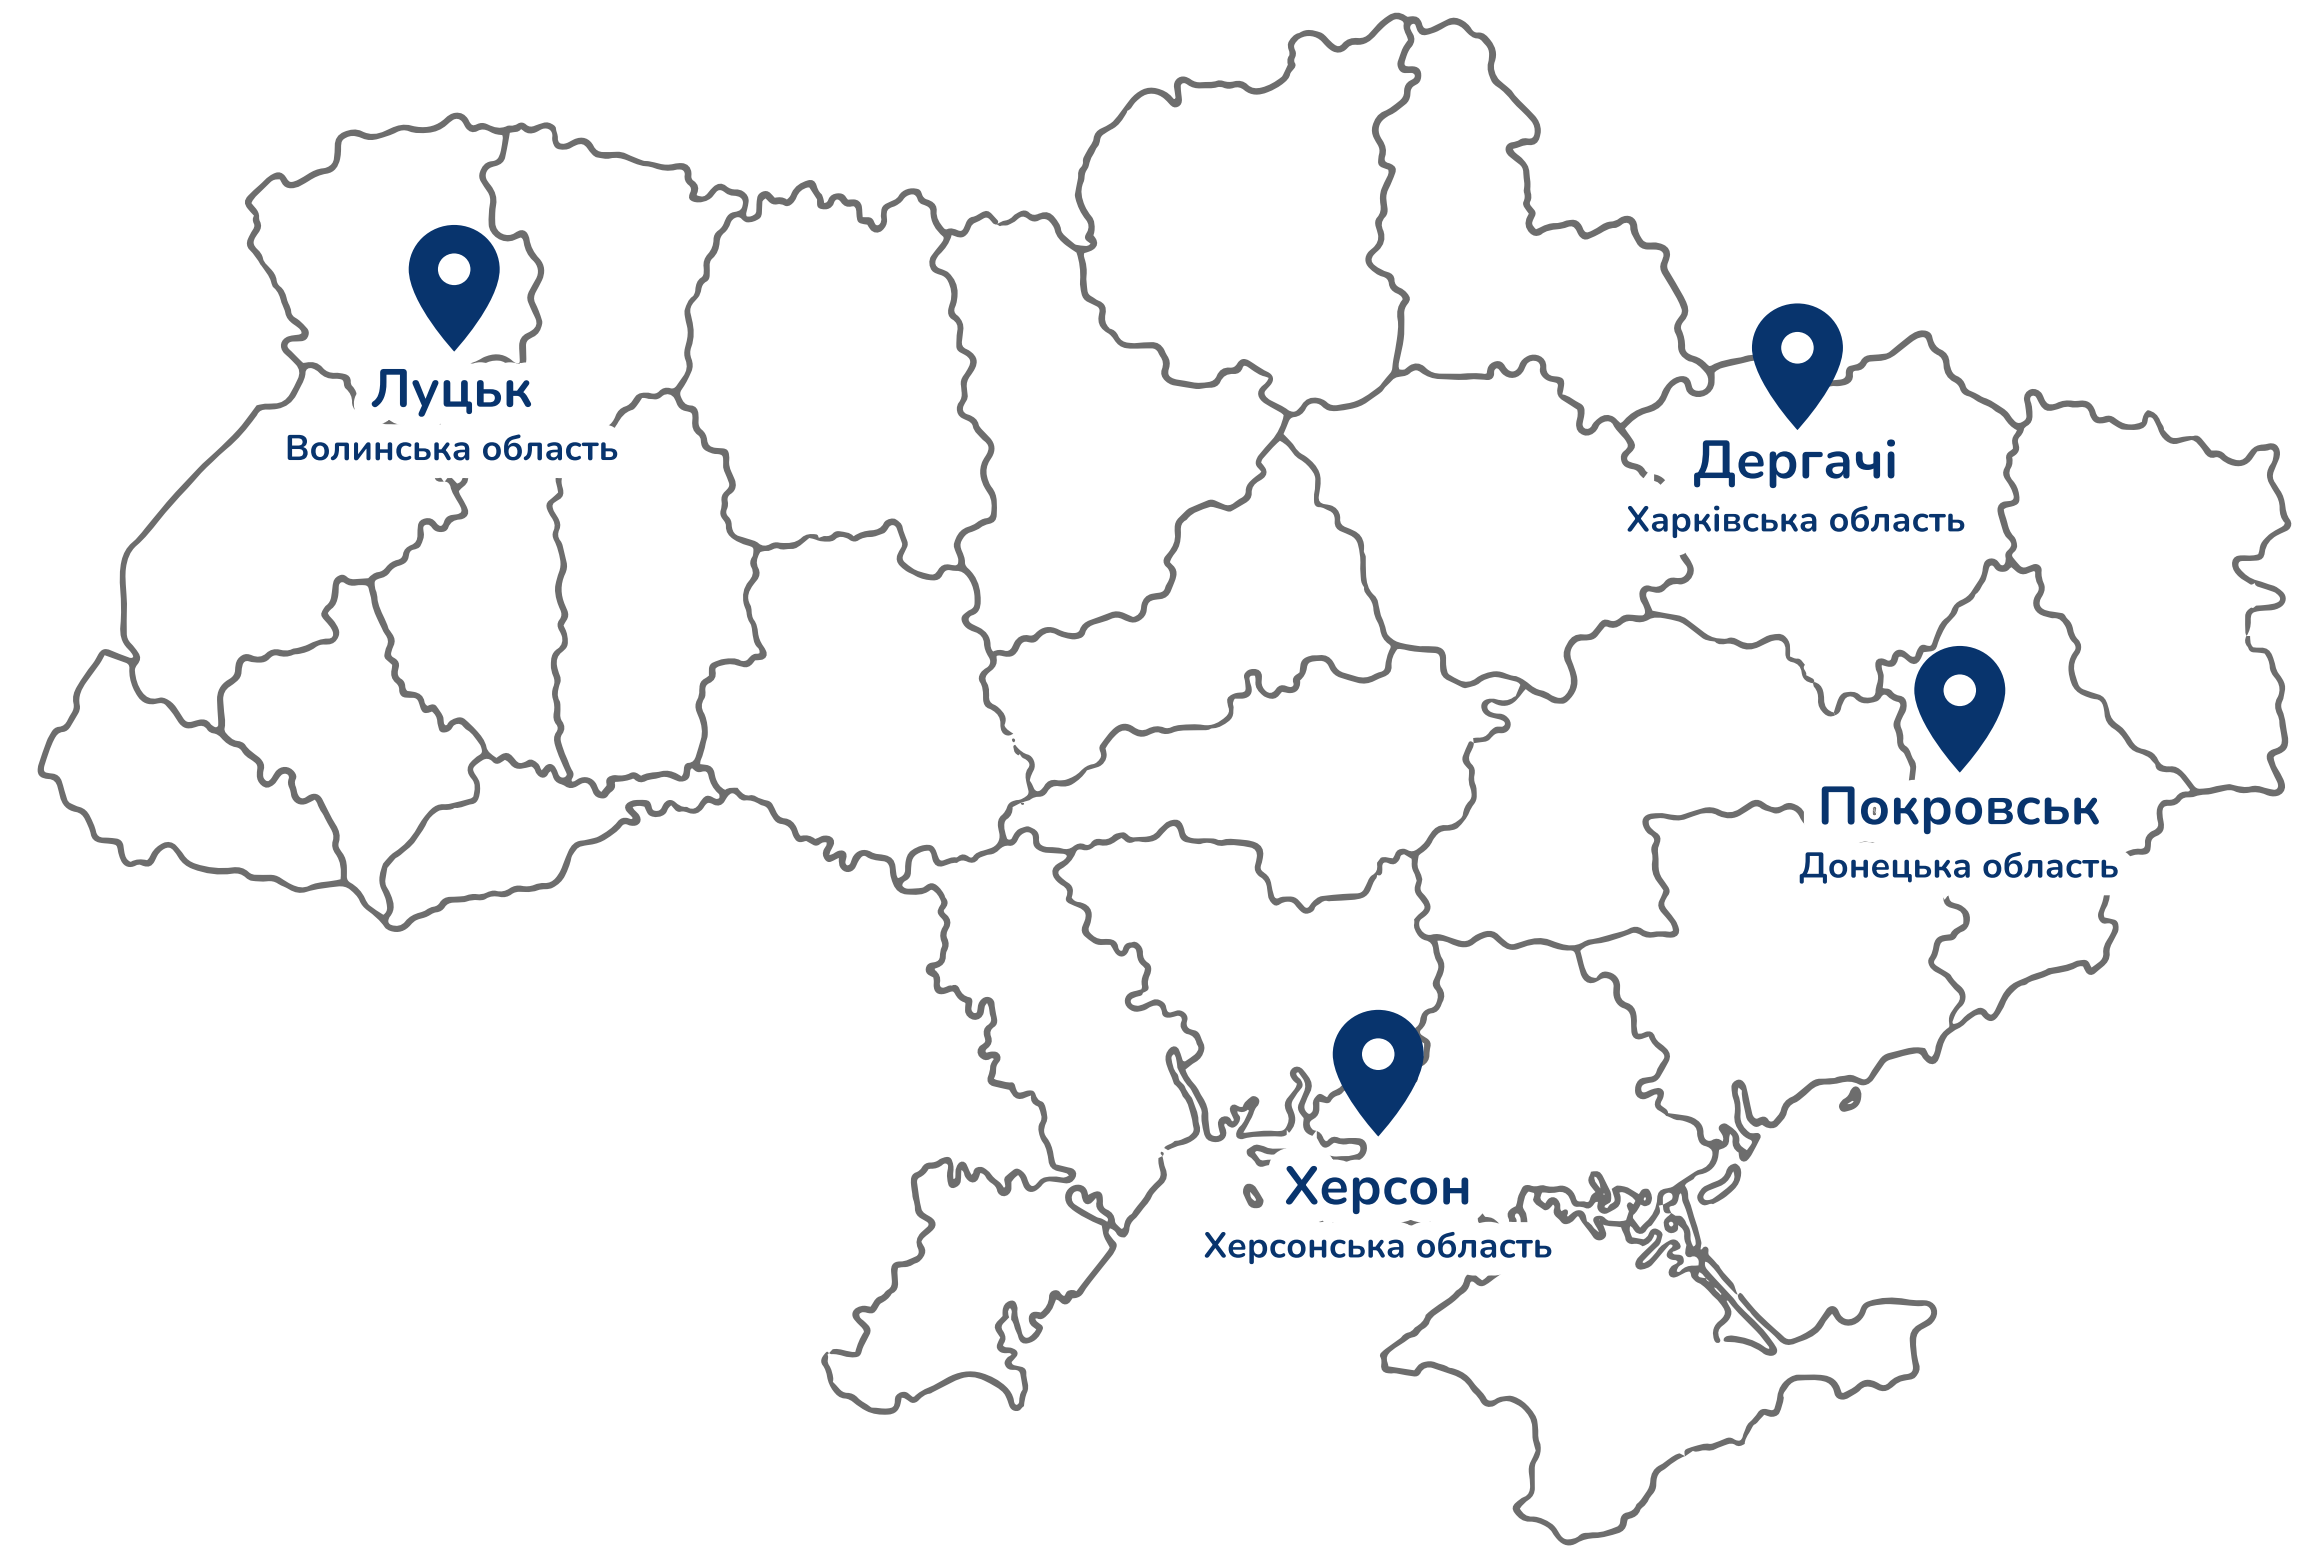 Луцьк
Волинська область
Дергачі
Харківська область
Покровськ
Донецька область
Херсон
Херсонська область